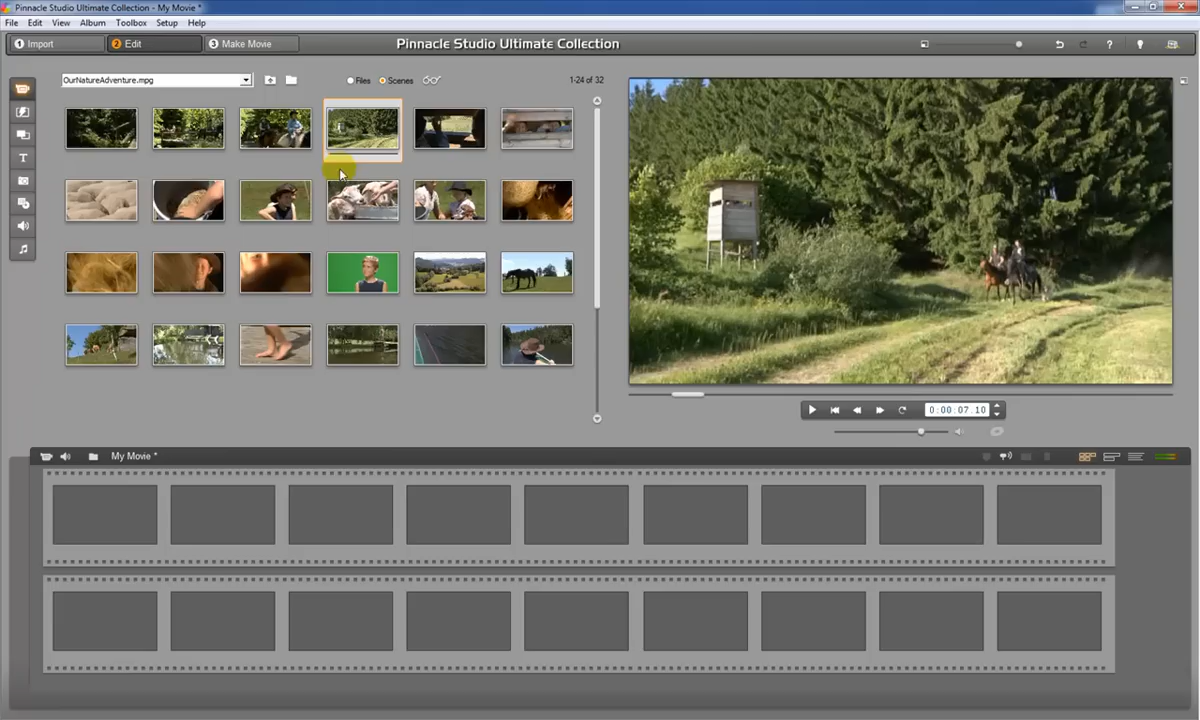 Pinnacle Studio Ultimate Collection - My Movie *
File Edit View Album Toolbox Setup Help
1 Import 2 Edit 3 Make Movie Pinnacle Studio Ultimate Collection ?
OurNatureAdventure.mpg Files Scenes 1-24 of 32
T
0:00:07.10
My Movie *